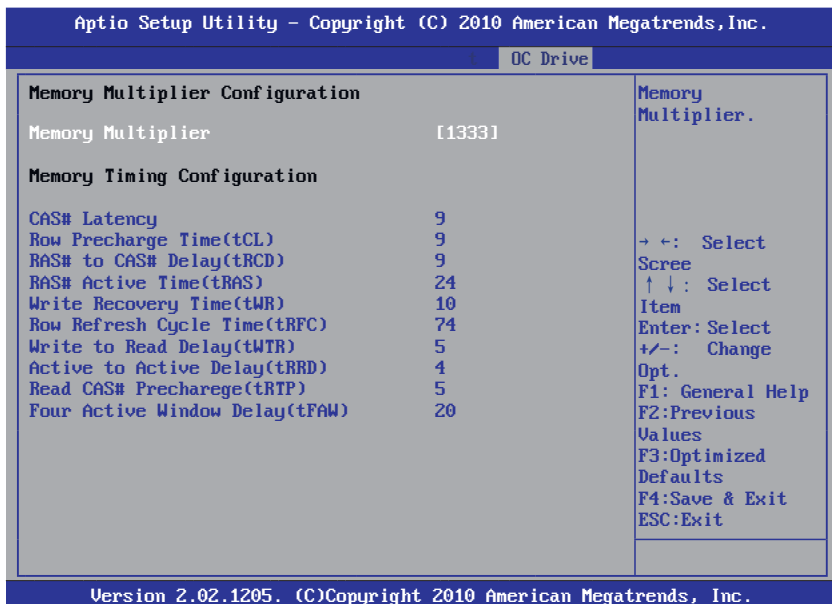 Aptio Setup Utility – Copyright (C) 2010 American Megatrends,Inc.
OC Drive
Memory Multiplier Configuration
Memory Multiplier [1333]
Memory Timing Configuration
CAS# Latency 9
Row Precharge Time(tCL) 9
RAS# to CAS# Delay(tRCD) 9
RAS# Active Time(tRAS) 24
Write Recovery Time(tWR) 10
Row Refresh Cycle Time(tRFC) 74
Write to Read Delay(tWTR) 5
Active to Active Delay(tRRD) 4
Read CAS# Precharege(tRTP) 5
Four Active Window Delay(tFAW) 20
Memory
Multiplier.
→ ←: Select
Scree
↑ ↓: Select
Item
Enter:Select
+/-: Change
Opt.
F1: General Help
F2:Previous
Values
F3:Optimized
Defaults
F4:Save & Exit
ESC:Exit
Version 2.02.1205. (C)Copyright 2010 American Megatrends, Inc.